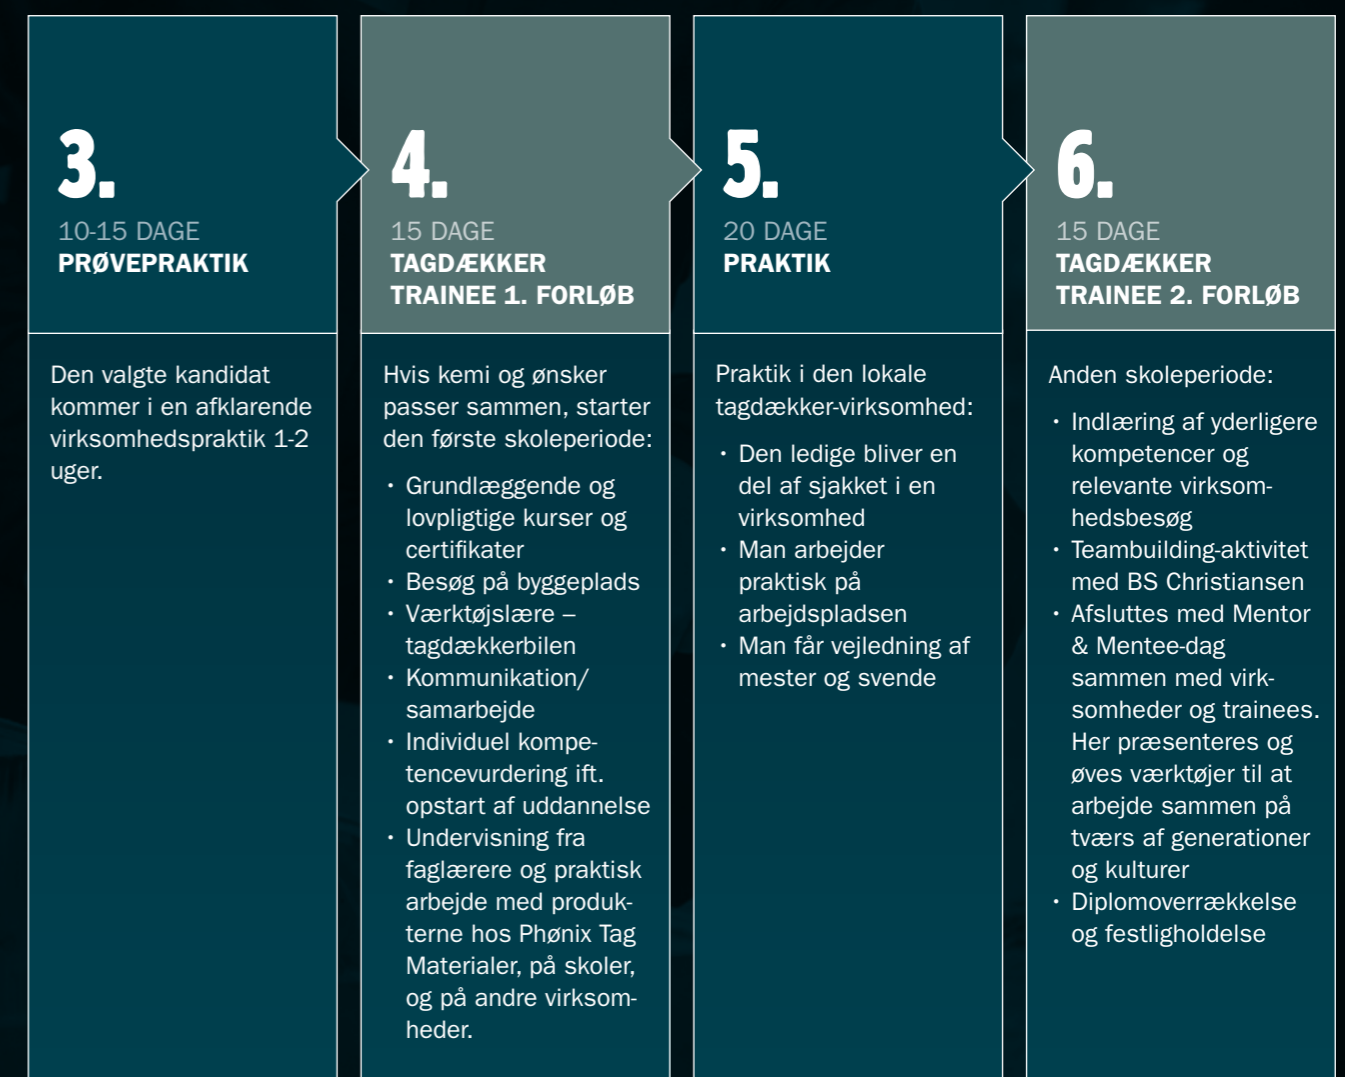 3.
10-15 DAGE
PRØVEPRAKTIK
Den valgte kandidat
kommer i en afklarende
virksomhedspraktik 1-2
uger.
4.
15 DAGE
TAGDÆKKER
TRAINEE 1. FORLØB
Hvis kemi og ønsker
passer sammen, starter
den første skoleperiode:
• Grundlæggende og
lovpligtige kurser og
certifikater
• Besøg på byggeplads
• Værktøjslære –
tagdækkerbilen
• Kommunikation/
samarbejde
• Individuel kompe-
tencevurdering ift.
opstart af uddannelse
• Undervisning fra
faglærere og praktisk
arbejde med produk-
terne hos Phønix Tag
Materialer, på skoler,
og på andre virksom-
heder.
5.
20 DAGE
PRAKTIK
Praktik i den lokale
tagdækker-virksomhed:
• Den ledige bliver en
del af sjakket i en
virksomhed
• Man arbejder
praktisk på
arbejdspladsen
• Man får vejledning af
mester og svende
6.
15 DAGE
TAGDÆKKER
TRAINEE 2. FORLØB
Anden skoleperiode:
• Indlæring af yderligere
kompetencer og
relevante virksom-
hedsbesøg
• Teambuilding-aktivitet
med BS Christiansen
• Afsluttes med Mentor
& Mentee-dag
sammen med virk-
somheder og trainees.
Her præsenteres og
øves værktøjer til at
arbejde sammen på
tværs af generationer
og kulturer
• Diplomoverrækkelse
og festligholdelse